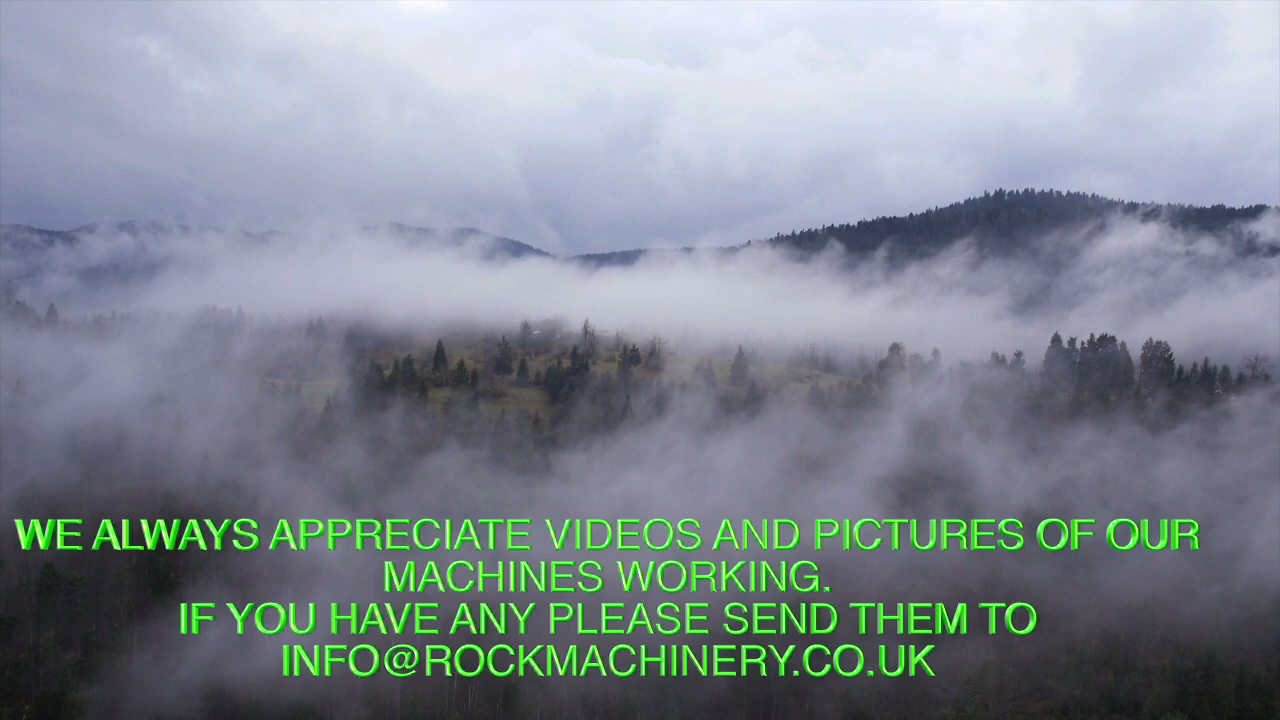 WE ALWAYS APPRECIATE VIDEOS AND PICTURES OF OUR
MACHINES WORKING.
IF YOU HAVE ANY PLEASE SEND THEM TO
INFO@ROCKMACHINERY.CO.UK